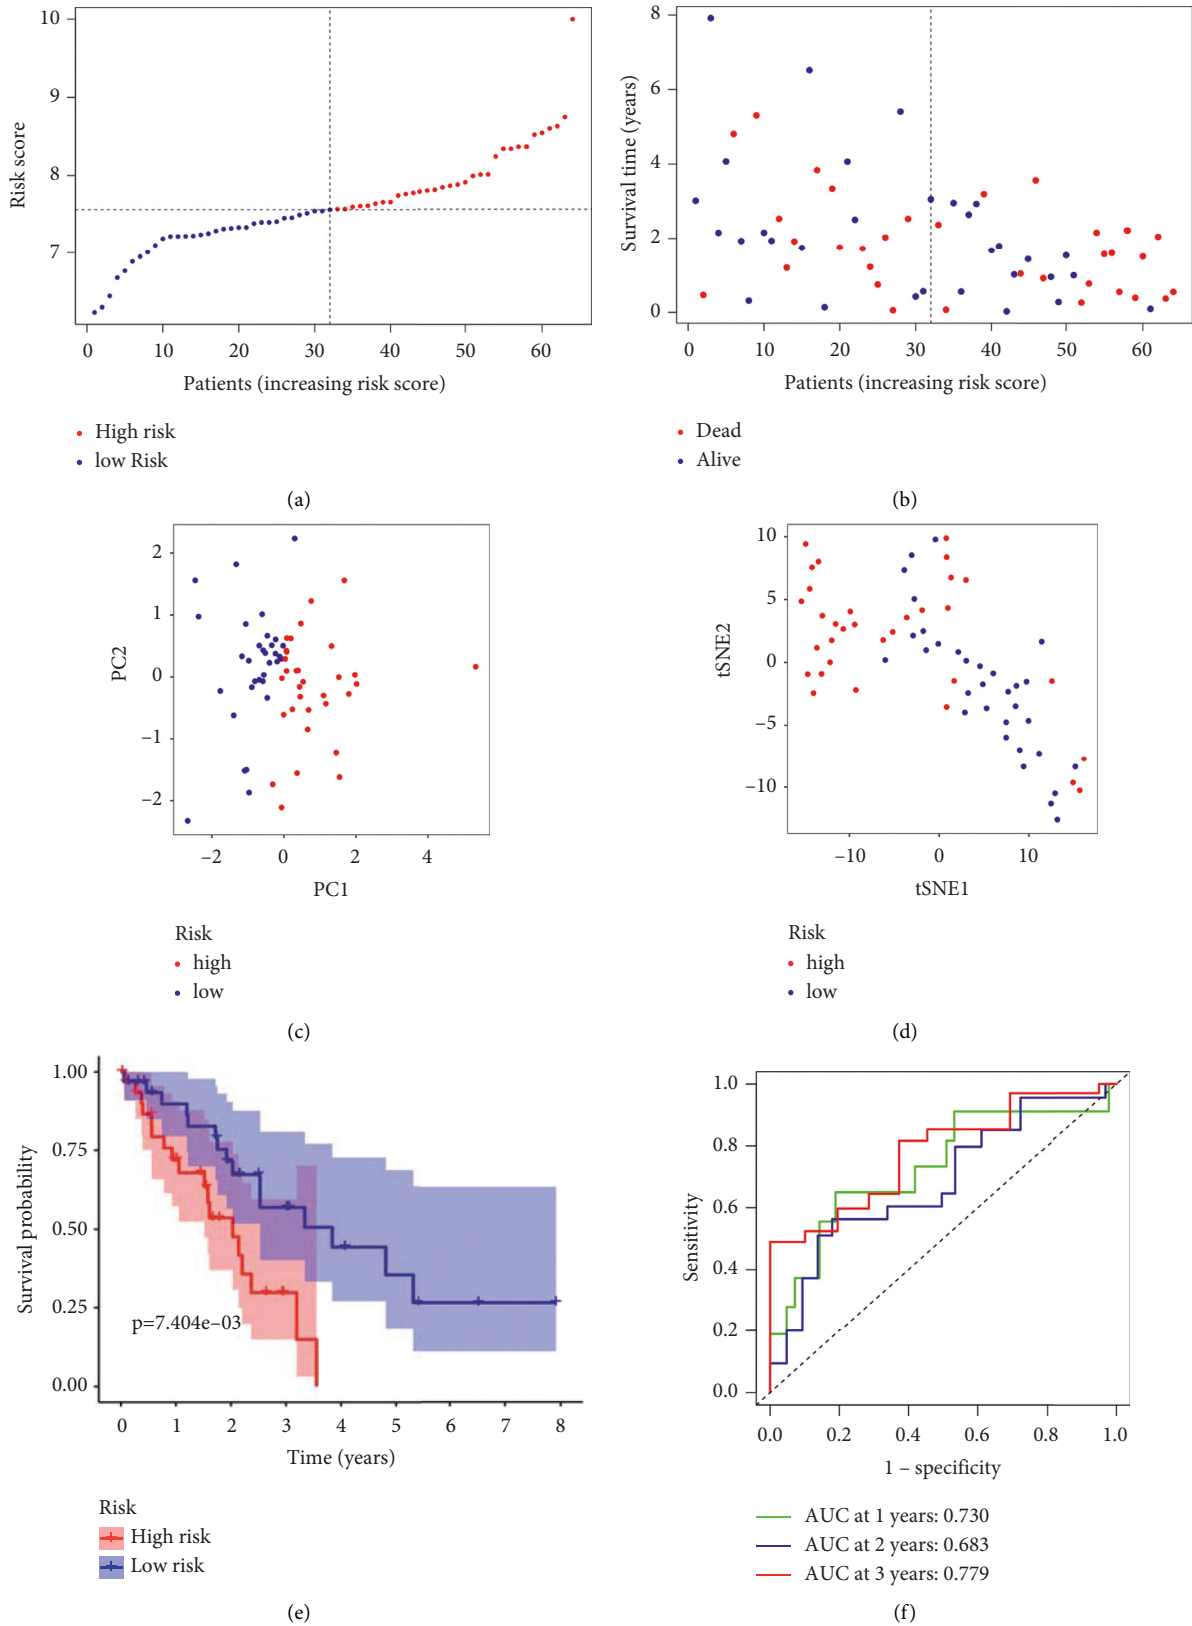 10
9
8
7
Risk score
0 10 20 30 40 50 60
Patients (increasing risk score)
High risk
low Risk
(a)
8
6
4
2
0
Survival time (years)
0 10 20 30 40 50 60
Patients (increasing risk score)
Dead
Alive
(b)
2
1
0
−1
−2
PC2
−2 0 2 4
PC1
Risk
high
low
(c)
10
5
0
−5
−10
tSNE2
−10 0 10
tSNE1
Risk
high
low
(d)
1.00
0.75
0.50
0.25
0.00
Survival probability
p=7.404e−03
0 1 2 3 4 5 6 7 8
Time (years)
Risk
High risk
Low risk
(e)
1.0
0.8
0.6
0.4
0.2
0.0
Sensitivity
0.0 0.2 0.4 0.6 0.8 1.0
1 – specificity
AUC at 1 years: 0.730
AUC at 2 years: 0.683
AUC at 3 years: 0.779
(f)